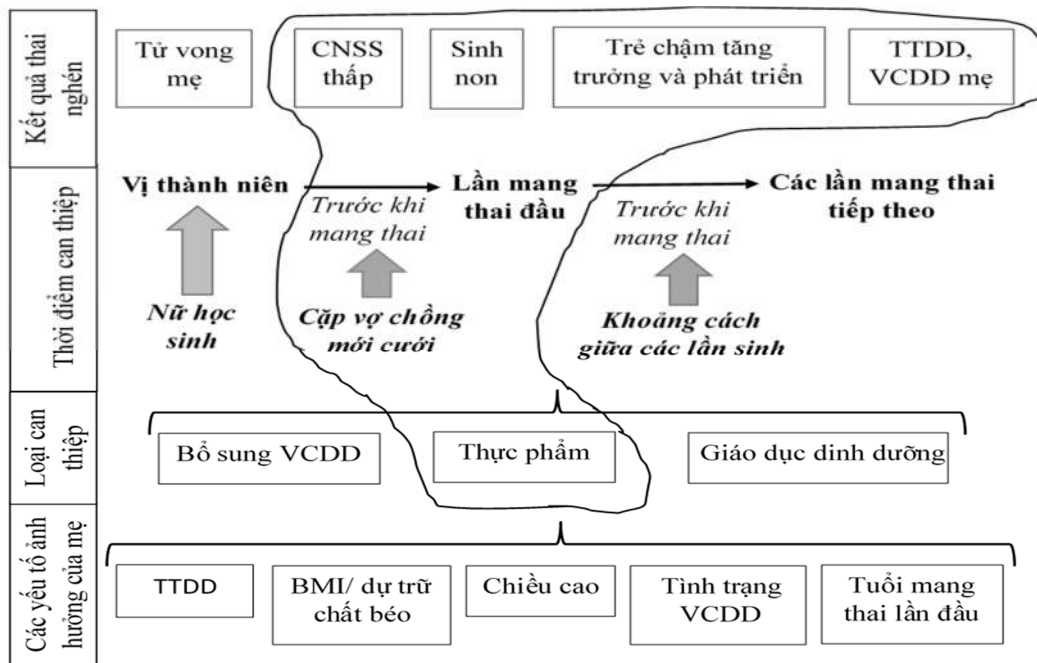 Kết quả thai
nghén
Tử vong
mẹ
CNSS
thấp
Sinh
non
Trẻ chậm tăng
trưởng và phát triển
TTDD,
VCDD mẹ
Thời điểm can thiệp
Vị thành niên
Trước khi
mang thai
Lần mang
thai đầu
Trước khi
mang thai
Các lần mang thai
tiếp theo
Nữ học
sinh
Cặp vợ chồng
mới cưới
Khoảng cách
giữa các lần sinh
Loại can
thiệp
Bổ sung VCDD
Thực phẩm
Giáo dục dinh dưỡng
Các yếu tố ảnh
hưởng của mẹ
TTDD
BMI/ dự trữ
chất béo
Chiều cao
Tình trạng
VCDD
Tuổi mang
thai lần đầu